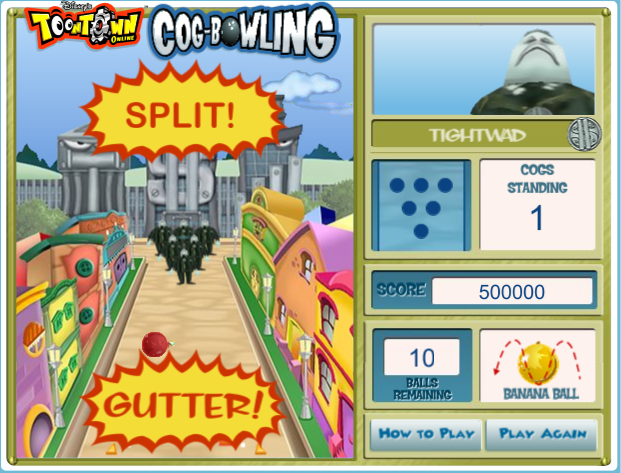 Disney's
TOONTOWN
ONLINE
COG-BOWLING
SPLIT!
GUTTER!
TIGHTWAD
COGS
STANDING
1
SCORE 500000
10
BALLS
REMAINING
BANANA BALL
HOW TO PLAY
PLAY AGAIN